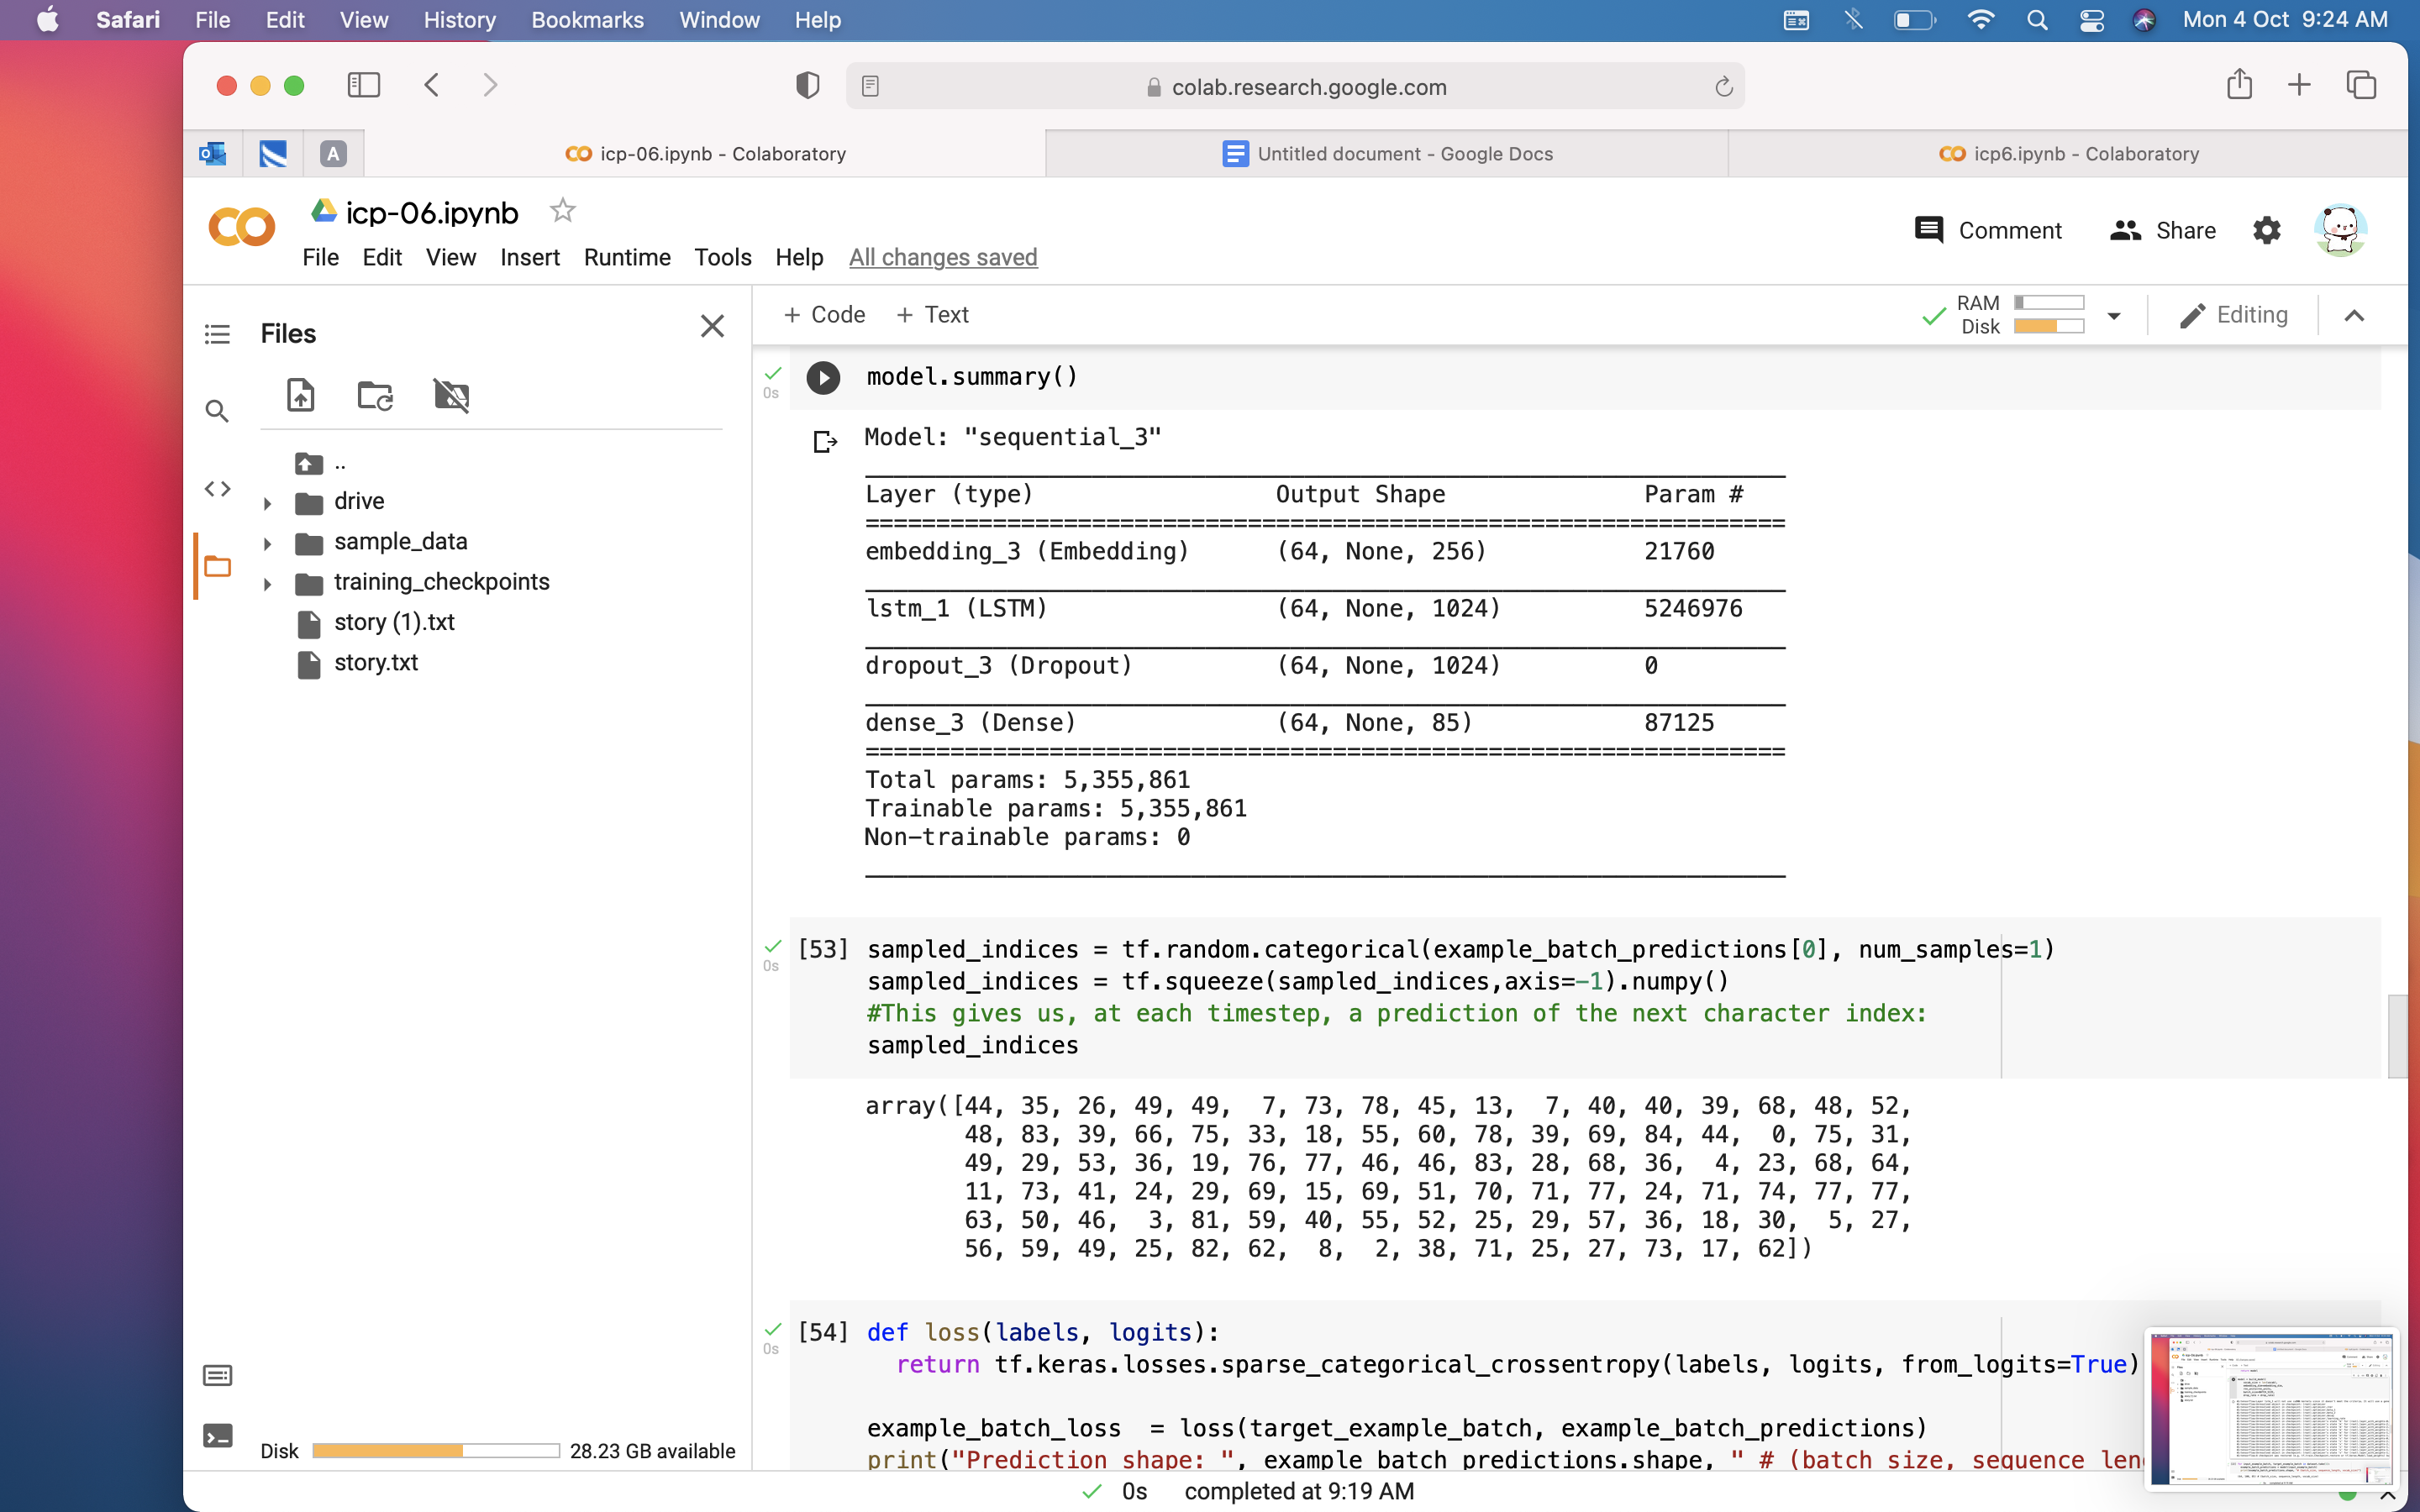 Safari File Edit View History Bookmarks Window Help Mon 4 Oct 9:24 AM
colab.research.google.com
A icp-06.ipynb - Colaboratory Untitled document - Google Docs icp6.ipynb - Colaboratory
icp-06.ipynb
Comment Share
File Edit View Insert Runtime Tools Help All changes saved
Files
+ Code + Text
RAM
Disk
Editing
..
drive
sample_data
training_checkpoints
story (1).txt
story.txt
Disk 28.23 GB available
0s
model.summary()
Model: "sequential_3"
Layer (type) Output Shape Param #
=================================================================
embedding_3 (Embedding) (64, None, 256) 21760
lstm_1 (LSTM) (64, None, 1024) 5246976
dropout_3 (Dropout) (64, None, 1024) 0
dense_3 (Dense) (64, None, 85) 87125
=================================================================
Total params: 5,355,861
Trainable params: 5,355,861
Non-trainable params: 0
0s
[53] sampled_indices = tf.random.categorical(example_batch_predictions[0], num_samples=1)
sampled_indices = tf.squeeze(sampled_indices,axis=-1).numpy()
#This gives us, at each timestep, a prediction of the next character index:
sampled_indices
array([44, 35, 26, 49, 49,  7, 73, 78, 45, 13,  7, 40, 40, 39, 68, 48, 52,
48, 83, 39, 66, 75, 33, 18, 55, 60, 78, 39, 69, 84, 44,  0, 75, 31,
49, 29, 53, 36, 19, 76, 77, 46, 46, 83, 28, 68, 36,  4, 23, 68, 64,
11, 73, 41, 24, 29, 69, 15, 69, 51, 70, 71, 77, 24, 71, 74, 77, 77,
63, 50, 46,  3, 81, 59, 40, 55, 52, 25, 29, 57, 36, 18, 30,  5, 27,
56, 59, 49, 25, 82, 62,  8,  2, 38, 71, 25, 27, 73, 17, 62])
0s
[54] def loss(labels, logits):
return tf.keras.losses.sparse_categorical_crossentropy(labels, logits, from_logits=True)
example_batch_loss  = loss(target_example_batch, example_batch_predictions)
print("Prediction shape: ", example_batch_predictions.shape, " # (batch_size, sequence_len
0s completed at 9:19 AM